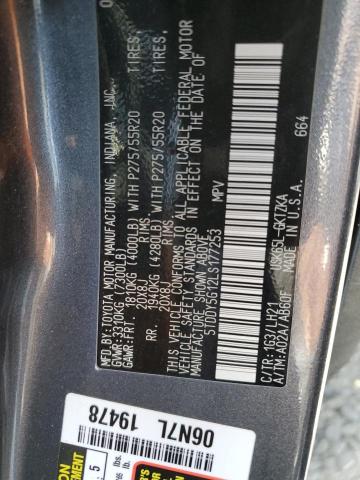 MFD.BY:TOYOTA MOTOR MANUFACTURING, INDIANA, INC.
GVWR:3310KG (7300LB)
GAWR:FRT. 1810KG (4000LB) WITH P275/55R20 TIRES,
20X8J RIMS,
RR. 1940KG (4280LB) WITH P275/55R20 TIRES,
20X8J RIMS,
THIS VEHICLE CONFORMS TO ALL APPLICABLE FEDERAL MOTOR
VEHICLE SAFETY STANDARDS IN EFFECT ON THE DATE OF
MANUFACTURE SHOWN ABOVE.
5TDDY5G12LS177253 MPV
C/TR:1G3/LH21 USK65L-GKTZKA
A/TM:A02A/AB60F MADE IN U.S.A. 664
06N7L 19478
5 lbs.
lbs.